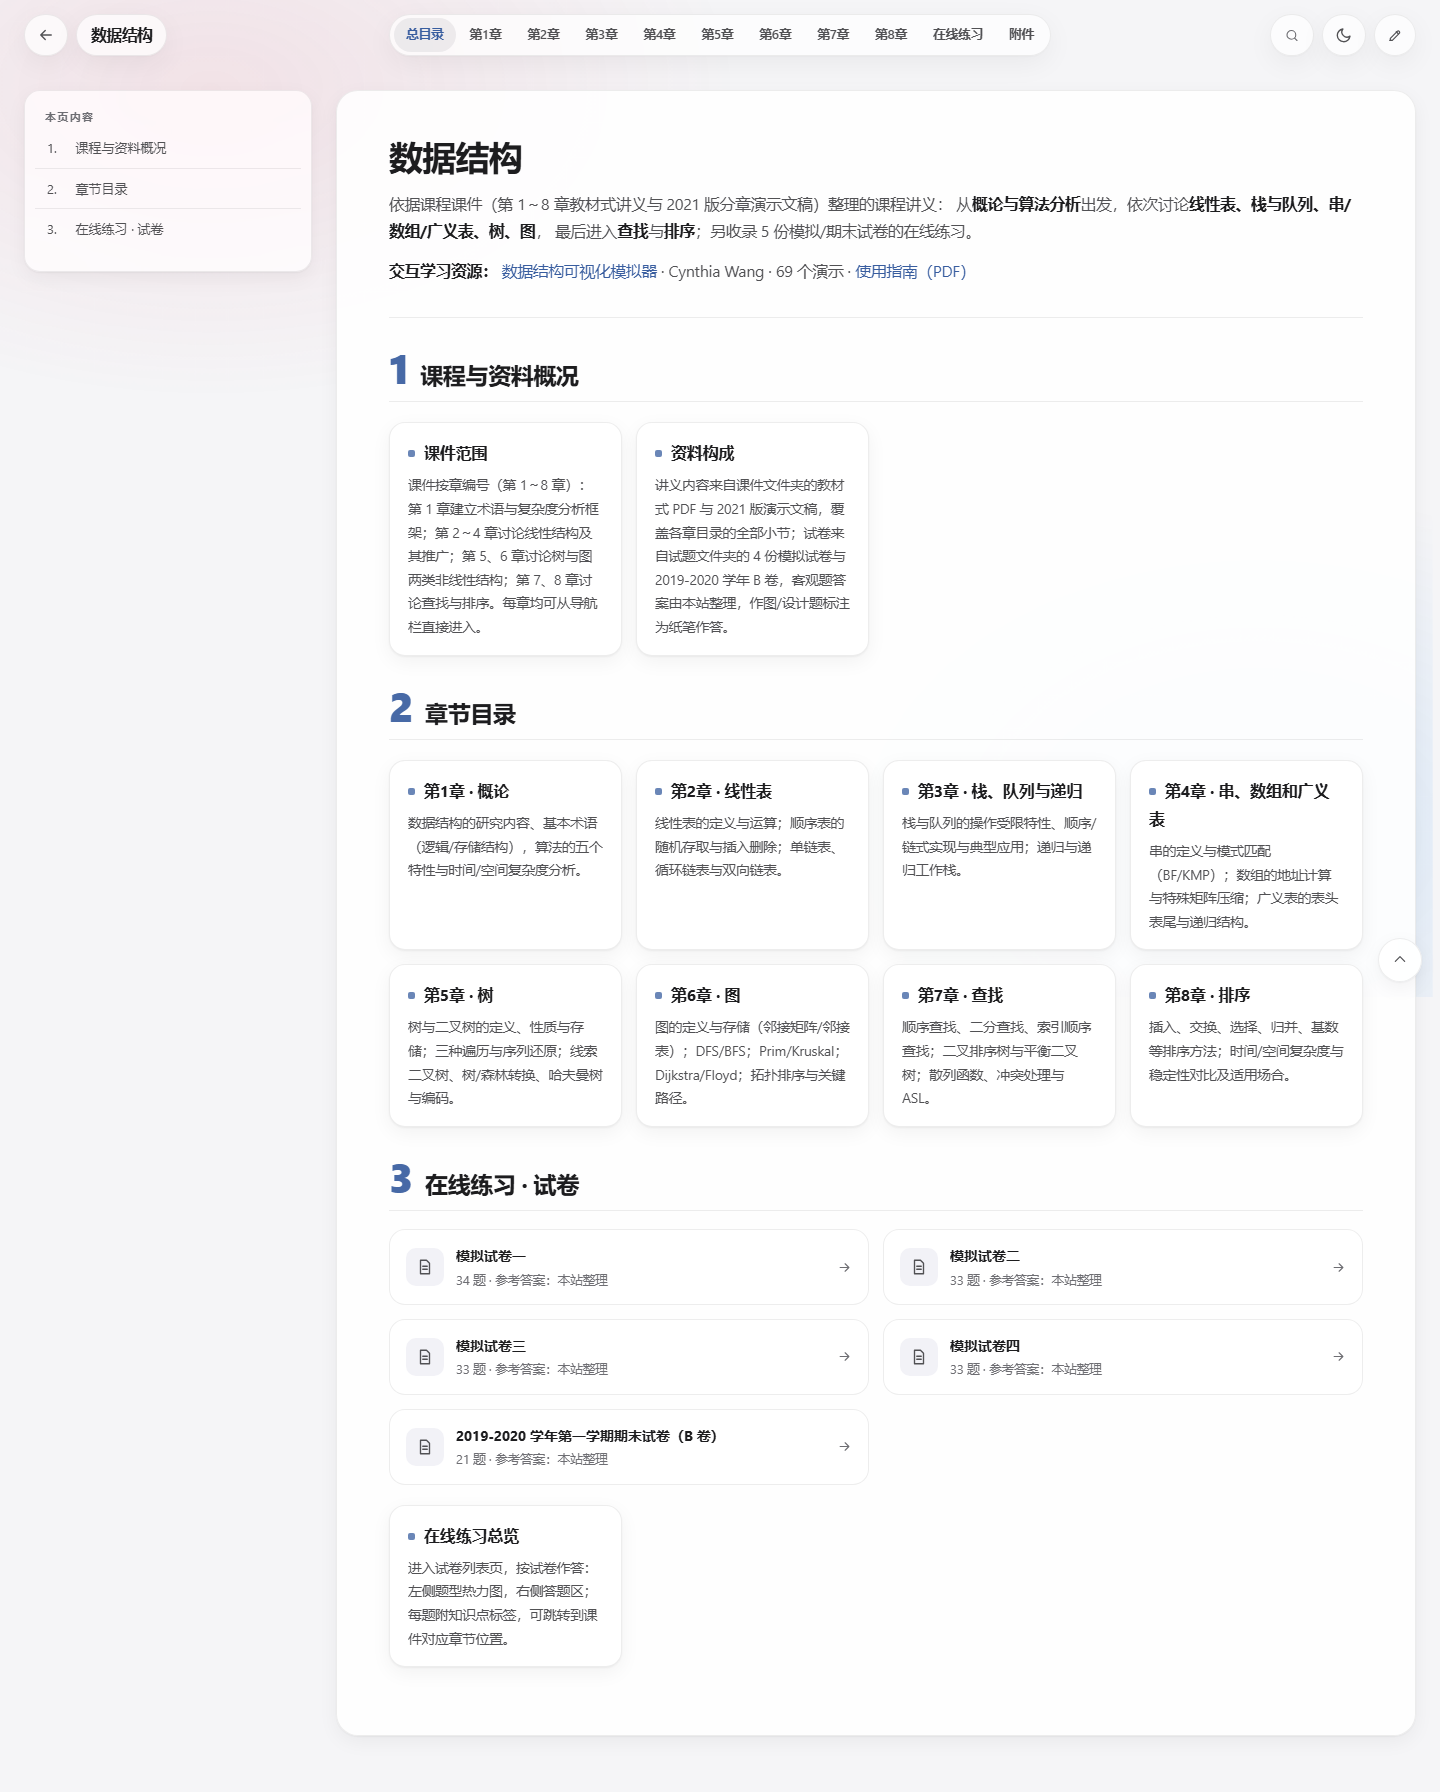 数据结构
总目录 第1章 第2章 第3章 第4章 第5章 第6章 第7章 第8章 在线练习 附件
本页内容
1. 课程与资料概况
2. 章节目录
3. 在线练习 · 试卷
数据结构
依据课程课件（第 1～8 章教材式讲义与 2021 版分章演示文稿）整理的课程讲义： 从概论与算法分析出发，依次讨论线性表、栈与队列、串/
数组/广义表、树、图， 最后进入查找与排序；另收录 5 份模拟/期末试卷的在线练习。
交互学习资源： 数据结构可视化模拟器 · Cynthia Wang · 69 个演示 · 使用指南（PDF）
1 课程与资料概况
课件范围
课件按章编号（第 1～8 章）：
第 1 章建立术语与复杂度分析框
架；第 2～4 章讨论线性结构及
其推广；第 5、6 章讨论树与图
两类非线性结构；第 7、8 章讨
论查找与排序。每章均可从导航
栏直接进入。
资料构成
讲义内容来自课件文件夹的教材
式 PDF 与 2021 版演示文稿，覆
盖各章目录的全部小节；试卷来
自试题文件夹的 4 份模拟试卷与
2019-2020 学年 B 卷，客观题答
案由本站整理，作图/设计题标注
为纸笔作答。
2 章节目录
第1章 · 概论
数据结构的研究内容、基本术语
（逻辑/存储结构），算法的五个
特性与时间/空间复杂度分析。
第2章 · 线性表
线性表的定义与运算；顺序表的
随机存取与插入删除；单链表、
循环链表与双向链表。
第3章 · 栈、队列与递归
栈与队列的操作受限特性、顺序/
链式实现与典型应用；递归与递
归工作栈。
第4章 · 串、数组和广义
表
串的定义与模式匹配
（BF/KMP）；数组的地址计算
与特殊矩阵压缩；广义表的表头
表尾与递归结构。
第5章 · 树
树与二叉树的定义、性质与存
储；三种遍历与序列还原；线索
二叉树、树/森林转换、哈夫曼树
与编码。
第6章 · 图
图的定义与存储（邻接矩阵/邻接
表）；DFS/BFS；Prim/Kruskal；
Dijkstra/Floyd；拓扑排序与关键
路径。
第7章 · 查找
顺序查找、二分查找、索引顺序
查找；二叉排序树与平衡二叉
树；散列函数、冲突处理与
ASL。
第8章 · 排序
插入、交换、选择、归并、基数
等排序方法；时间/空间复杂度与
稳定性对比及适用场合。
3 在线练习 · 试卷
模拟试卷一
34 题 · 参考答案：本站整理
模拟试卷二
33 题 · 参考答案：本站整理
模拟试卷三
33 题 · 参考答案：本站整理
模拟试卷四
33 题 · 参考答案：本站整理
2019-2020 学年第一学期期末试卷（B 卷）
21 题 · 参考答案：本站整理
在线练习总览
进入试卷列表页，按试卷作答：
左侧题型热力图，右侧答题区；
每题附知识点标签，可跳转到课
件对应章节位置。